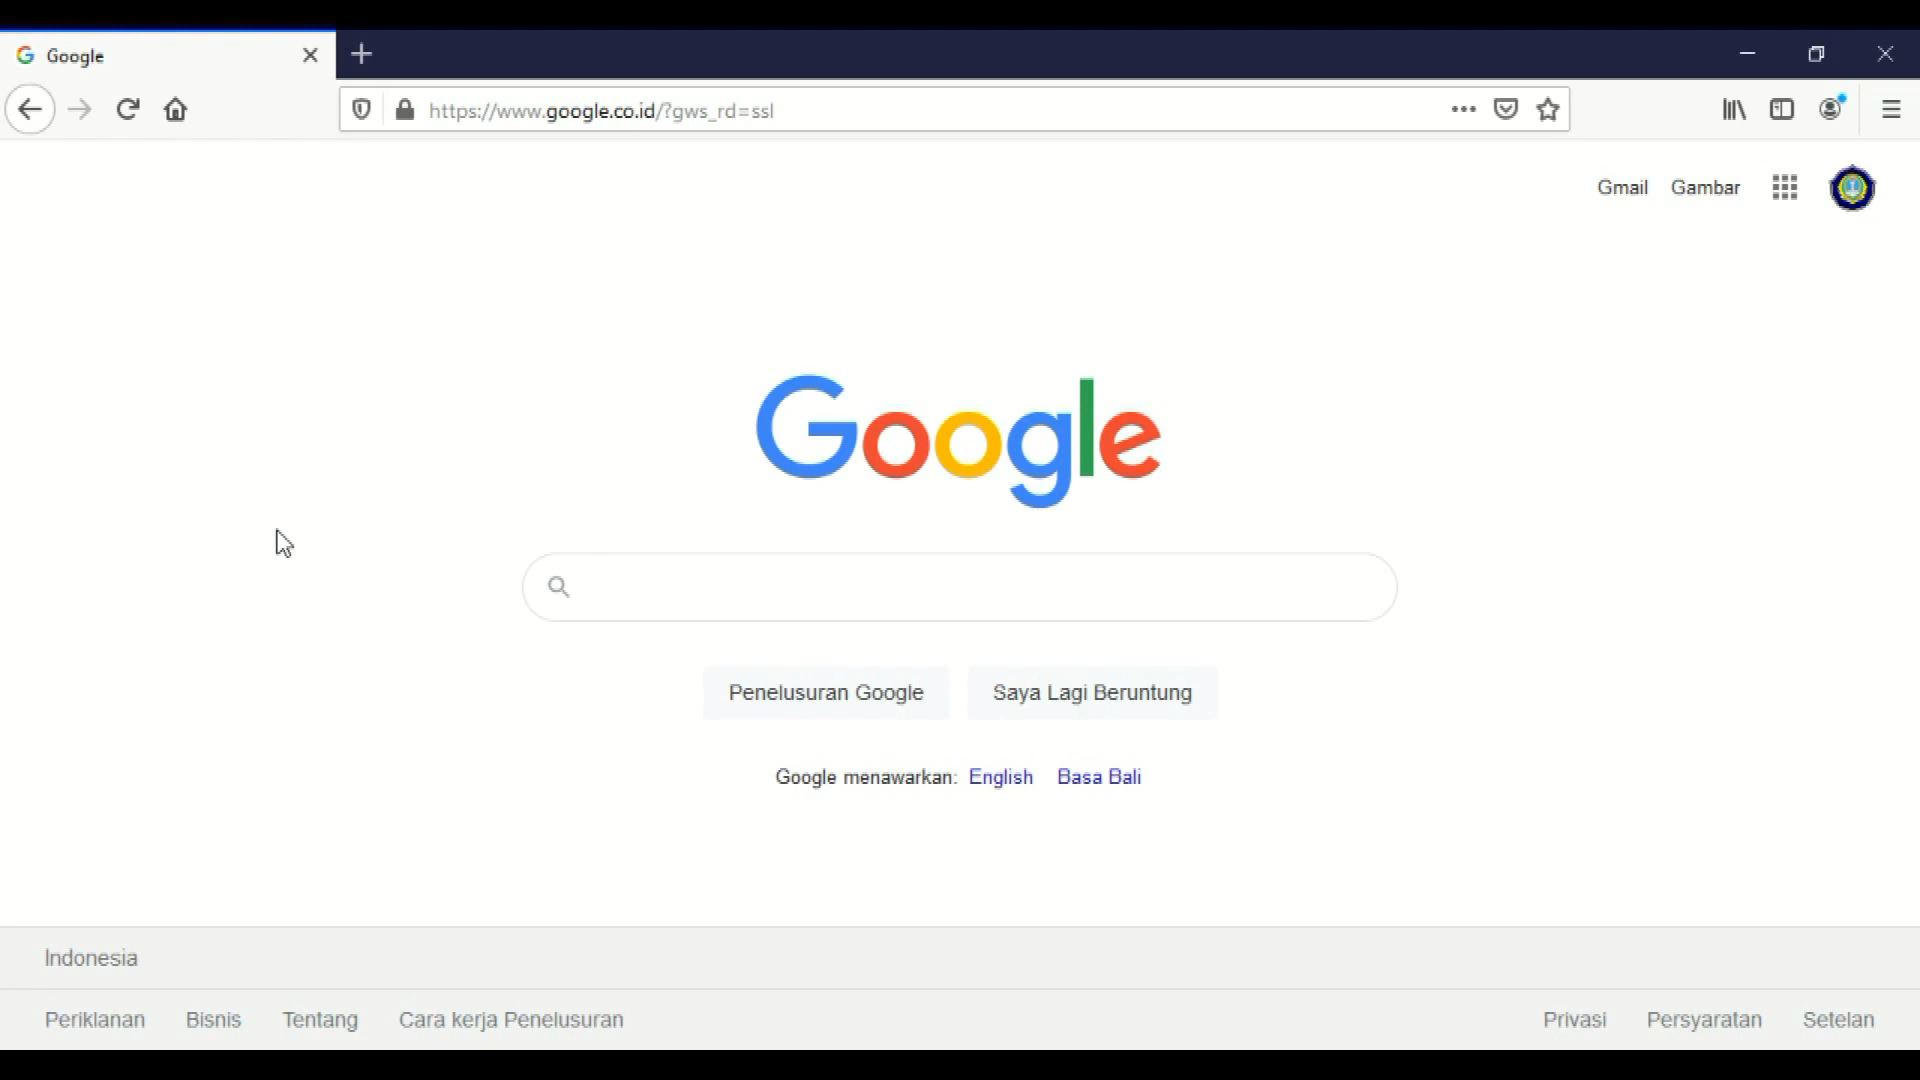 Google
https://www.google.co.id/?gws_rd=ssl
Gmail Gambar
Google
Penelusuran Google Saya Lagi Beruntung
Google menawarkan: English Basa Bali
Indonesia
Periklanan Bisnis Tentang Cara kerja Penelusuran Privasi Persyaratan Setelan